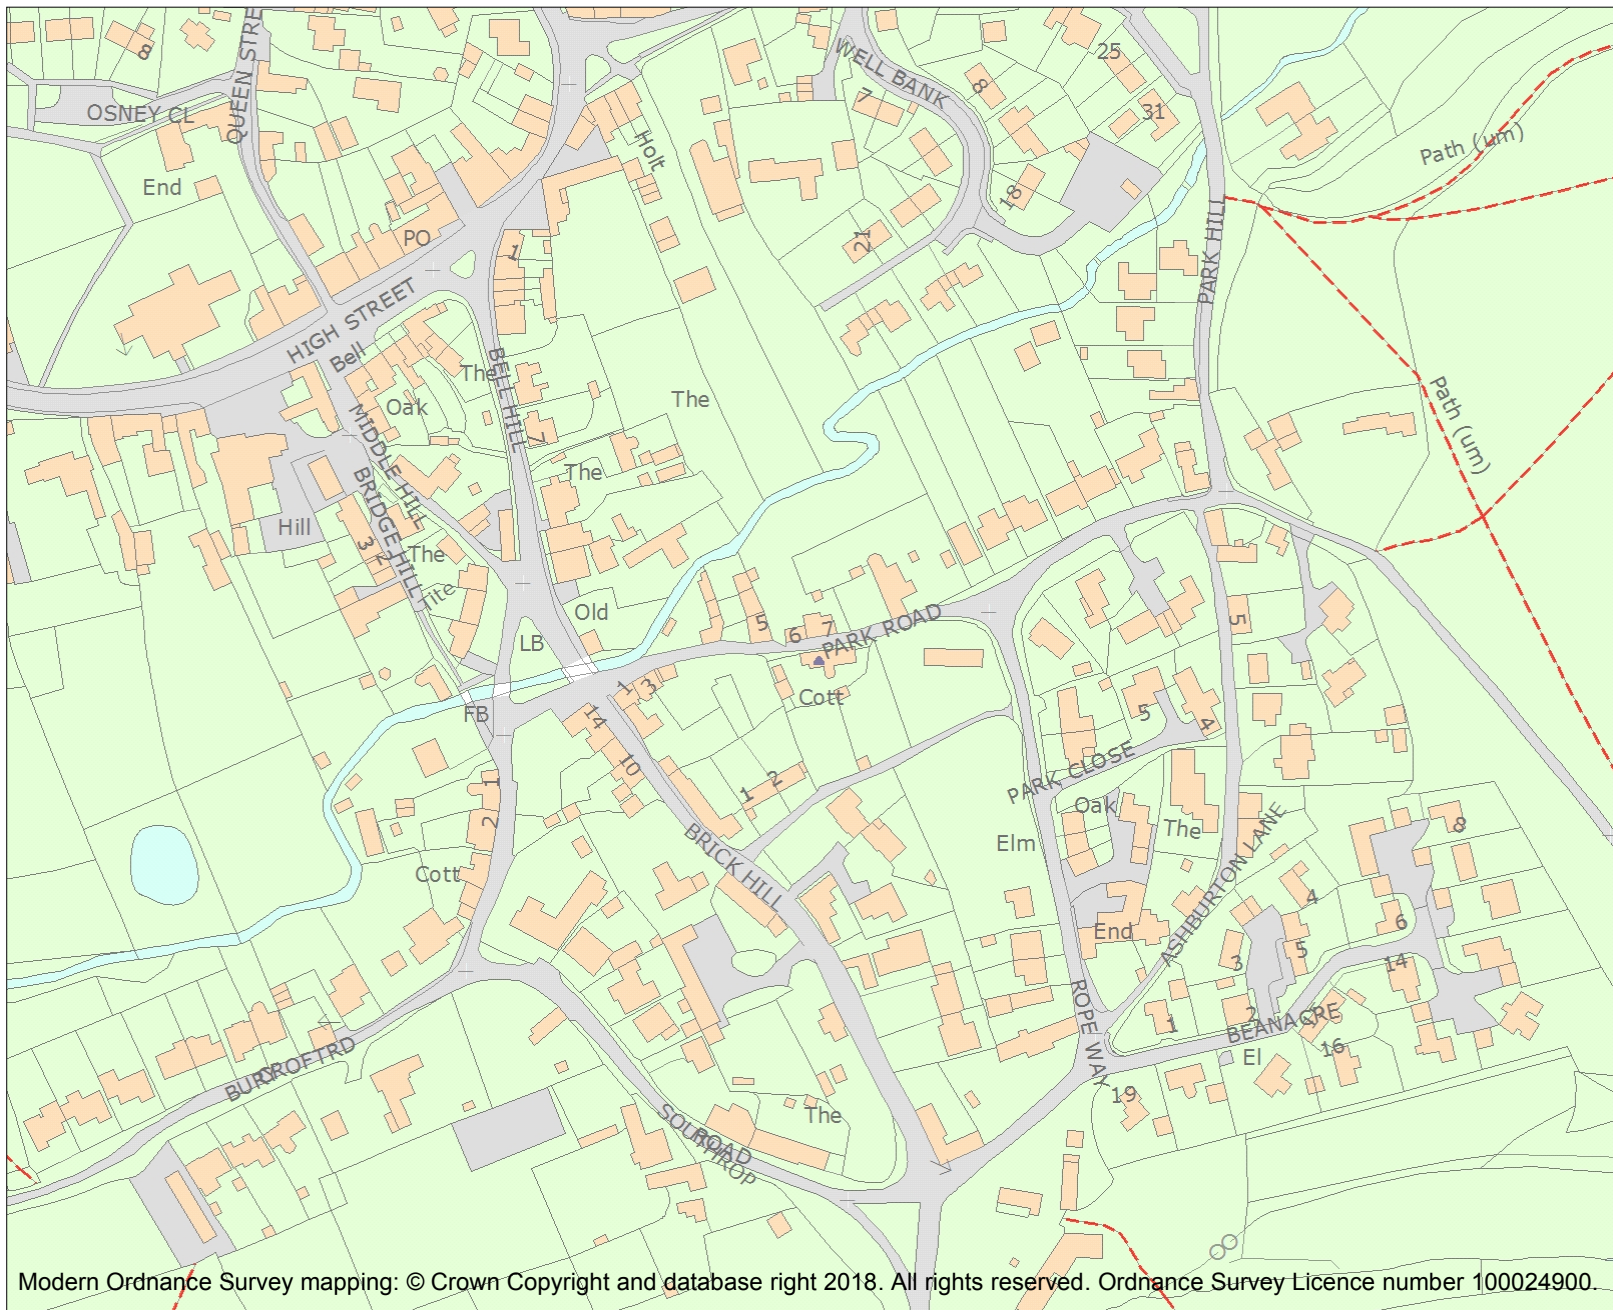 QUEEN STRE
8
WELL BANK
8
25
OSNEY CL
7
31
Holt
Path (um)
End
18
PO
21
1
PARK HILL
HIGH STREET
Bell
The
BELL HILL
Oak
The
Path (um)
MIDDLE HILL
7
The
BRIDGE HILL
Hill
3
2
The
Tite
Old
5
6
7
PARK ROAD
5
LB
1
3
Cott
FB
14
5
4
10
PARK CLOSE
1
2
1
2
Oak
Elm
The
8
BRICK HILL
Cott
ASHBURTON LANE
4
6
End
5
3
14
ROPE WAY
1
2
BEANACRE
17
16
El
BURYCROFTRD
19
The
SOUTHROP
ROAD
Modern Ordnance Survey mapping: © Crown Copyright and database right 2018. All rights reserved. Ordnance Survey Licence number 100024900.